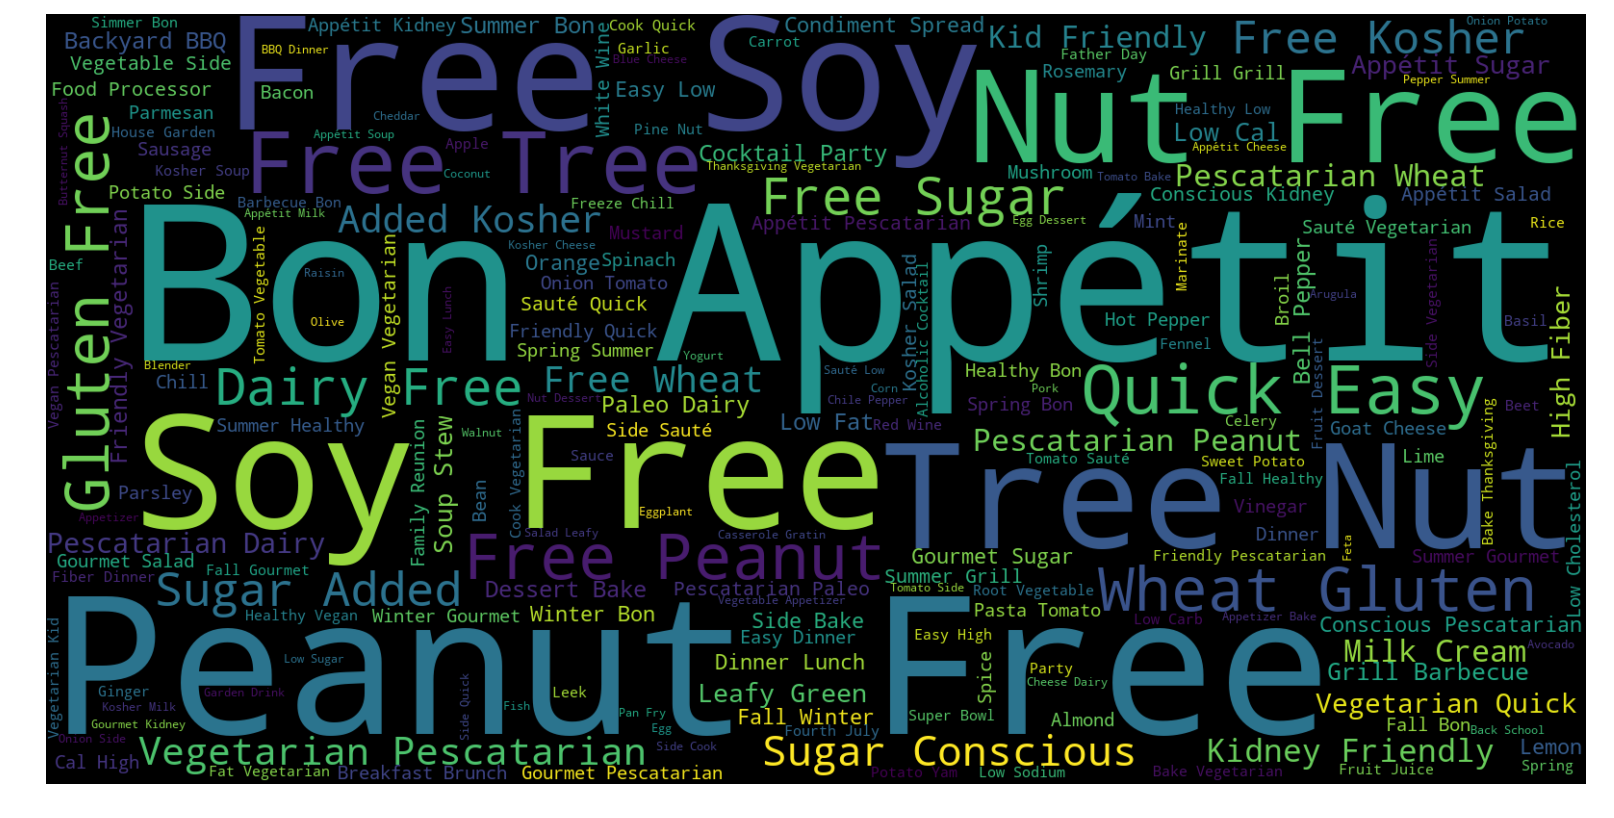 Simmer Bon
Appétit Kidney
Summer Bon
Cook Quick
Condiment Spread
Kid Friendly
Free Kosher
Onion Potato
Backyard BBQ
BBQ Dinner
Free Soy
Garlic
Carrot
Father Day
Blue Cheese
Vegetable Side
White Wine
Rosemary
Grill Grill
Appétit Sugar
Pepper Summer
Food Processor
Bacon
Easy Low
Nut Free
Butternut Squash
Parmesan
Cheddar
Healthy Low
House Garden
Appétit Soup
Pine Nut
Low Cal
Gluten Free
Sausage
Free Tree
Apple
Cocktail Party
Appétit Cheese
Kosher Soup
Coconut
Thanksgiving Vegetarian
Mushroom
Tomato Bake
Pescatarian Wheat
Potato Side
Barbecue Bon
Freeze Chill
Free Sugar
Conscious Kidney
Appétit Salad
Appétit Milk
Added Kosher
Appétit Pescatarian
Egg Dessert
Mint
Sauté Vegetarian
Rice
Friendly Vegetarian
Mustard
Bon Appétit
Kosher Cheese
Beef
Raisin
Orange
Spinach
Kosher Salad
Shrimp
Marinate
Bell Pepper
Side Vegetarian
Tomato Vegetable
Onion Tomato
Alcoholic Cocktail
Broil
Arugula
Vegan Pescatarian
Vegan Vegetarian
Easy Lunch
Sauté Quick
High Fiber
Olive
Friendly Quick
Hot Pepper
Basil
Spring Summer
Yogurt
Fennel
Blender
Chill
Dairy Free
Free Wheat
Sauté Low
Healthy Bon
Quick Easy
Corn
Pork
Nut Dessert
Paleo Dairy
Chile Pepper
Spring Bon
Fruit Dessert
Beet
Summer Healthy
Side Sauté
Low Fat
Red Wine
Celery
Goat Cheese
Soup Stew
Walnut
Pescatarian Peanut
Soy Free
Cook Vegetarian
Sauce
Tree Nut
Tomato Sauté
Sweet Potato
Lime
Bake Thanksgiving
Family Reunion
Fall Healthy
Low Cholesterol
Parsley
Bean
Eggplant
Vinegar
Appetizer
Salad Leafy
Casserole Gratin
Dinner
Feta
Pescatarian Dairy
Free Peanut
Gourmet Sugar
Friendly Pescatarian
Summer Gourmet
Gourmet Salad
Fall Gourmet
Fiber Dinner
Sugar Added
Dessert Bake
Pescatarian Paleo
Summer Grill
Tomato Side
Root Vegetable
Wheat Gluten
Vegetable Appetizer
Healthy Vegan
Winter Gourmet
Winter Bon
Side Bake
Pasta Tomato
Low Carb
Appetizer Bake
Conscious Pescatarian
Vegetarian Kid
Peanut Free
Easy Dinner
Easy High
Milk Cream
Avocado
Low Sugar
Dinner Lunch
Spice
Party
Grill Barbecue
Cheese Dairy
Ginger
Garden Drink
Side Quick
Leek
Leafy Green
Kosher Milk
Fish
Vegetarian Quick
Gourmet Kidney
Pan Fry
Fall Winter
Super Bowl
Almond
Fall Bon
Egg
Fourth July
Back School
Onion Side
Vegetarian Pescatarian
Side Cook
Sugar Conscious
Kidney Friendly
Lemon
Cal High
Fat Vegetarian
Breakfast Brunch
Gourmet Pescatarian
Potato Yam
Low Sodium
Bake Vegetarian
Fruit Juice
Spring